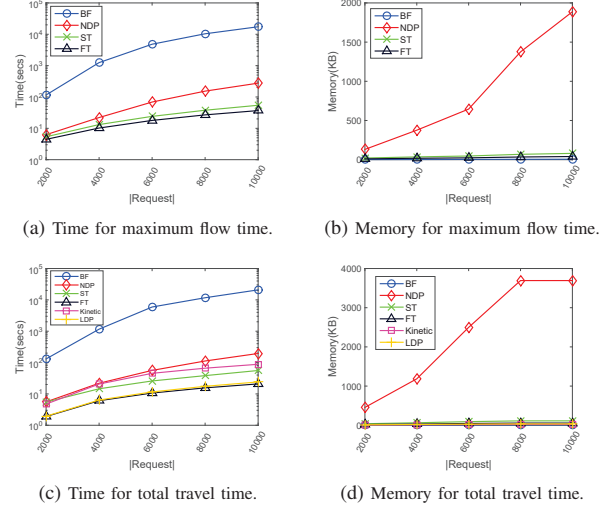 10^5
10^4
10^3
10^2
10^1
10^0
Time(secs)
BF
NDP
ST
FT
2000
4000
6000
8000
10000
|Request|
(a) Time for maximum flow time.
2000
1500
1000
500
0
Memory(KB)
BF
NDP
ST
FT
2000
4000
6000
8000
10000
|Request|
(b) Memory for maximum flow time.
10^5
10^4
10^3
10^2
10^1
10^0
Time(secs)
BF
NDP
ST
FT
Kinetic
LDP
2000
4000
6000
8000
10000
|Request|
(c) Time for total travel time.
4000
3000
2000
1000
0
Memory(KB)
BF
NDP
ST
FT
Kinetic
LDP
2000
4000
6000
8000
10000
|Request|
(d) Memory for total travel time.